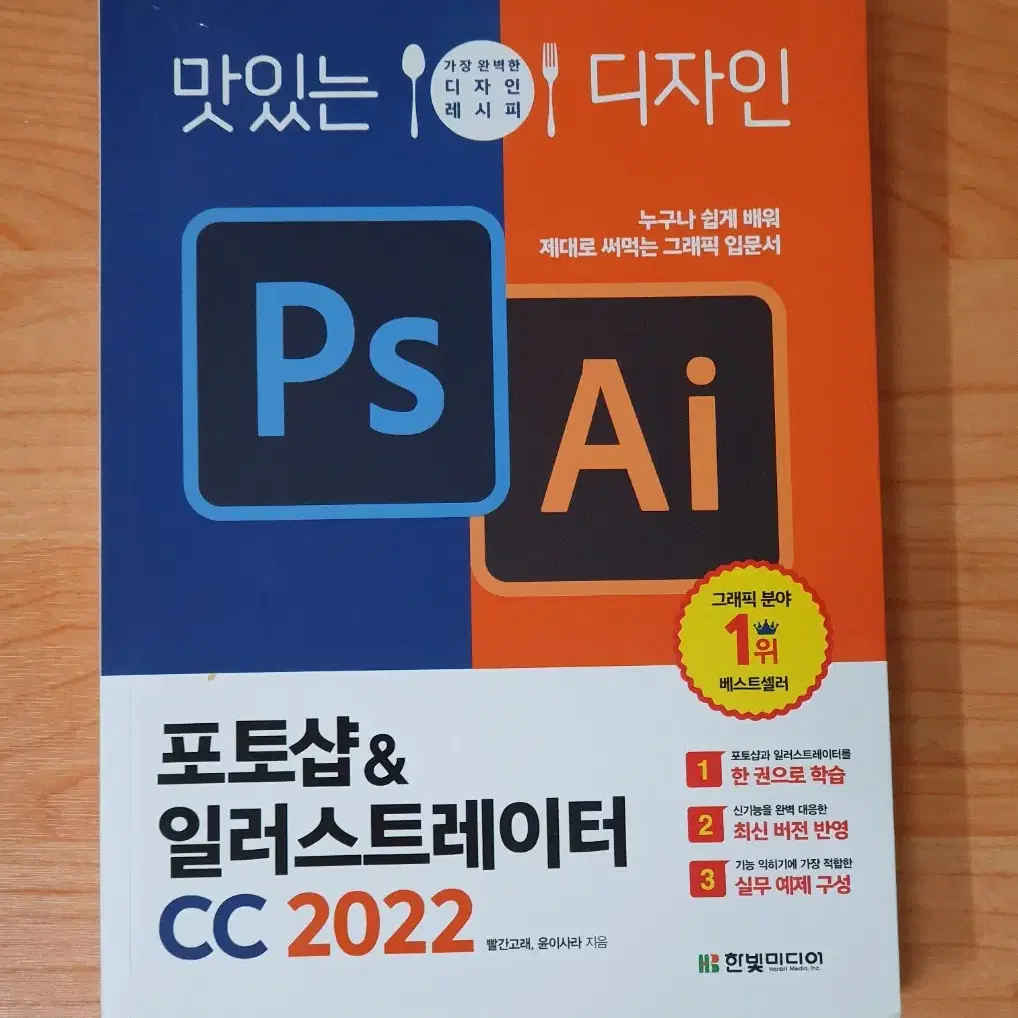 맛있는 디자인
가장 완벽한
디자인
레시피
누구나 쉽게 배워
제대로 써먹는 그래픽 입문서
Ps
Ai
그래픽 분야
1위
베스트셀러
포토샵&
일러스트레이터
CC 2022
빨간고래, 윤이사라 지음
1 포토샵과 일러스트레이터를
한 권으로 학습
2 신기능을 완벽 대응한
최신 버전 반영
3 기능 익히기에 가장 적합한
실무 예제 구성
HB 한빛미디어
Hanbit Media, Inc.